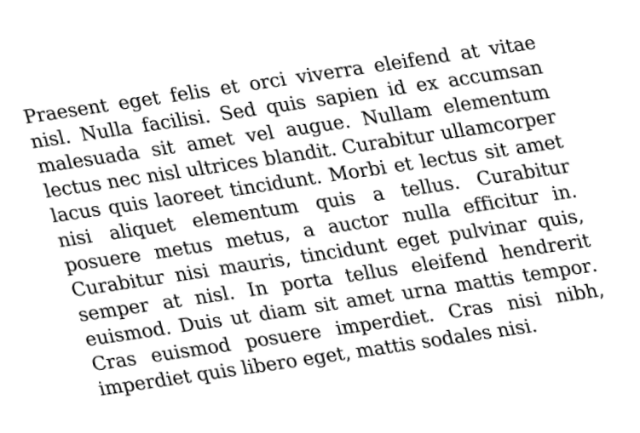 Praesent eget felis et orci viverra eleifend at vitae
nisl. Nulla facilisi. Sed quis sapien id ex accumsan
malesuada sit amet vel augue. Nullam elementum
lectus nec nisl ultrices blandit. Curabitur ullamcorper
lacus quis laoreet tincidunt. Morbi et lectus sit amet
nisi aliquet elementum quis a tellus. Curabitur
posuere metus metus, a auctor nulla efficitur in.
Curabitur nisi mauris, tincidunt eget pulvinar quis,
semper at nisl. In porta tellus eleifend hendrerit
euismod. Duis ut diam sit amet urna mattis tempor.
Cras euismod posuere imperdiet. Cras nisi nibh,
imperdiet quis libero eget, mattis sodales nisi.